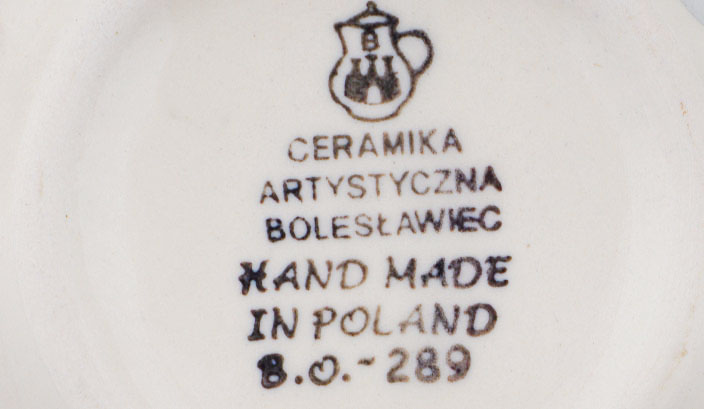 B
CERAMIKA
ARTYSTYCZNA
BOLESŁAWIEC
HAND MADE
IN POLAND
B.O.-289